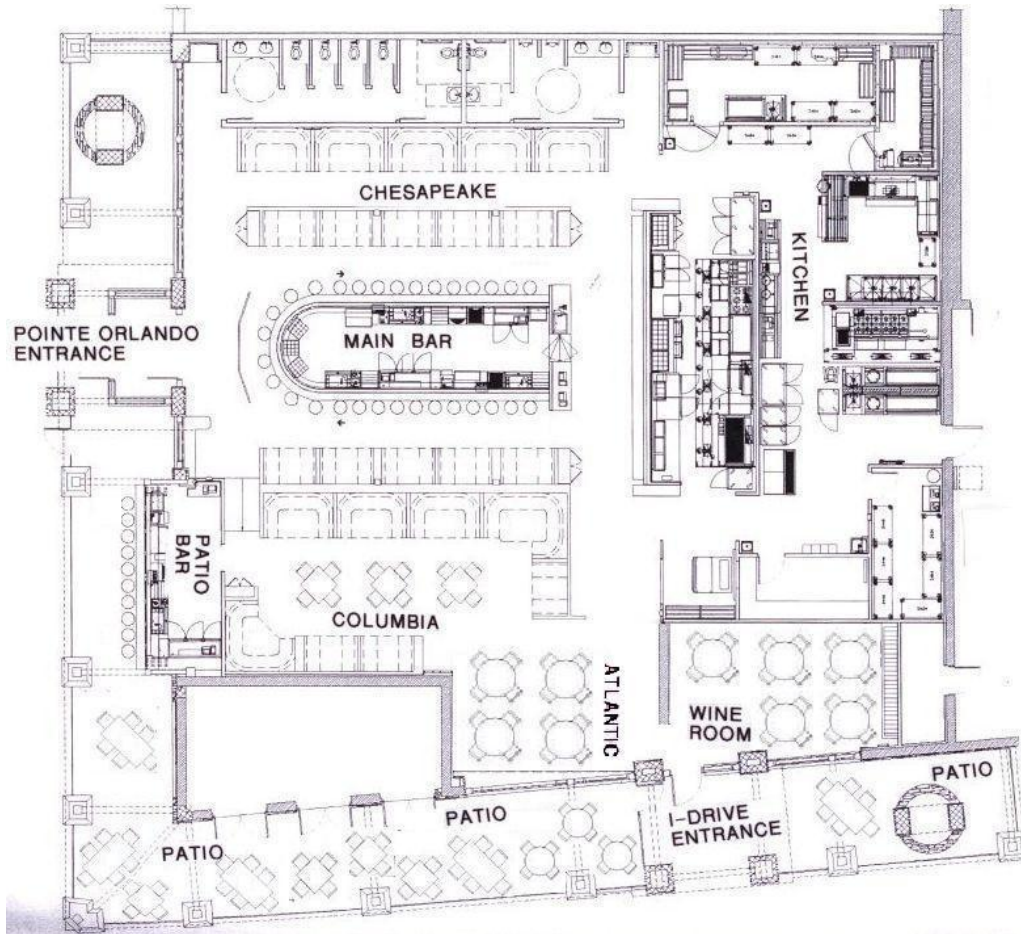 CHESAPEAKE
KITCHEN
POINTE ORLANDO
ENTRANCE
MAIN BAR
PATIO
BAR
COLUMBIA
ATLANTIC
WINE
ROOM
PATIO
PATIO
I-DRIVE
ENTRANCE
PATIO